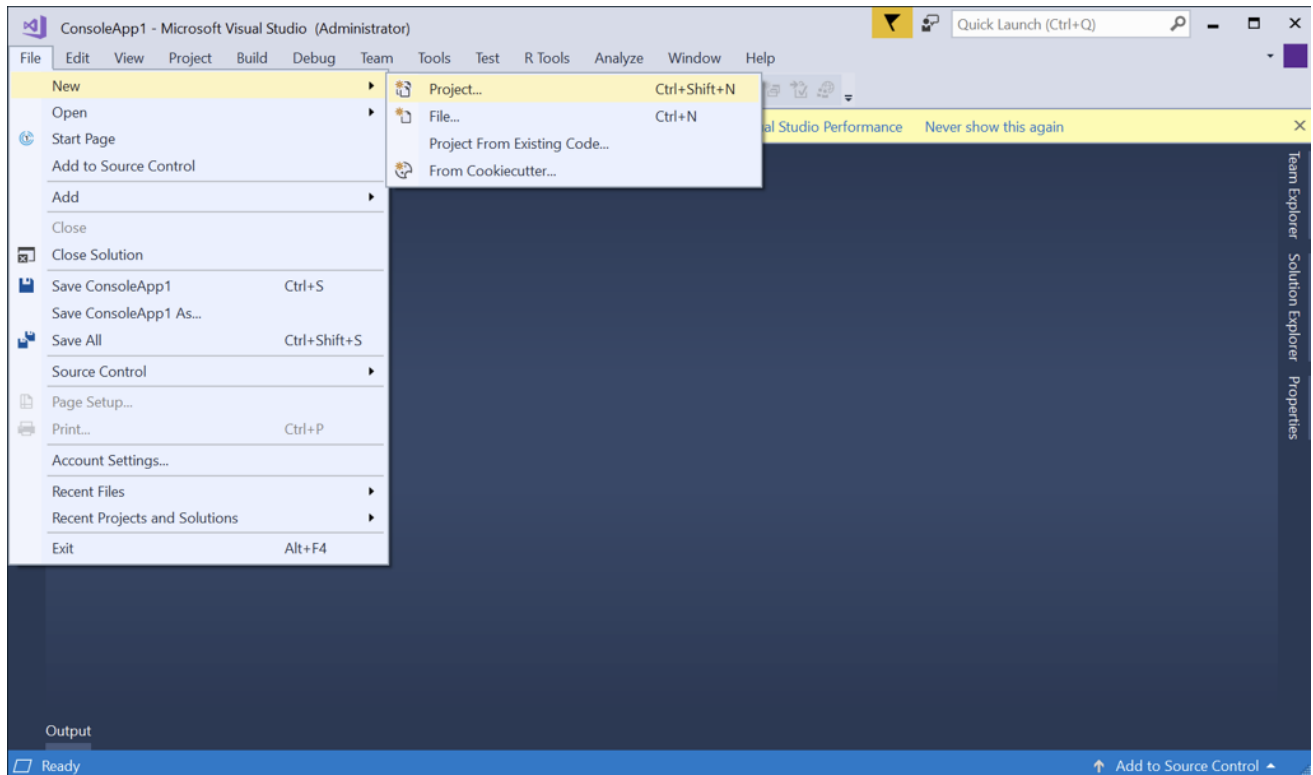 ConsoleApp1 - Microsoft Visual Studio (Administrator)
Quick Launch (Ctrl+Q)
File Edit View Project Build Debug Team Tools Test R Tools Analyze Window Help
New
Project... Ctrl+Shift+N
Open
File... Ctrl+N
Studio Performance Never show this again
Start Page
Project From Existing Code...
Add to Source Control
From Cookiecutter...
Add
Close
Close Solution
Save ConsoleApp1 Ctrl+S
Save ConsoleApp1 As...
Save All Ctrl+Shift+S
Source Control
Page Setup...
Print... Ctrl+P
Account Settings...
Recent Files
Recent Projects and Solutions
Exit Alt+F4
Team Explorer
Solution Explorer
Properties
Output
Ready
Add to Source Control